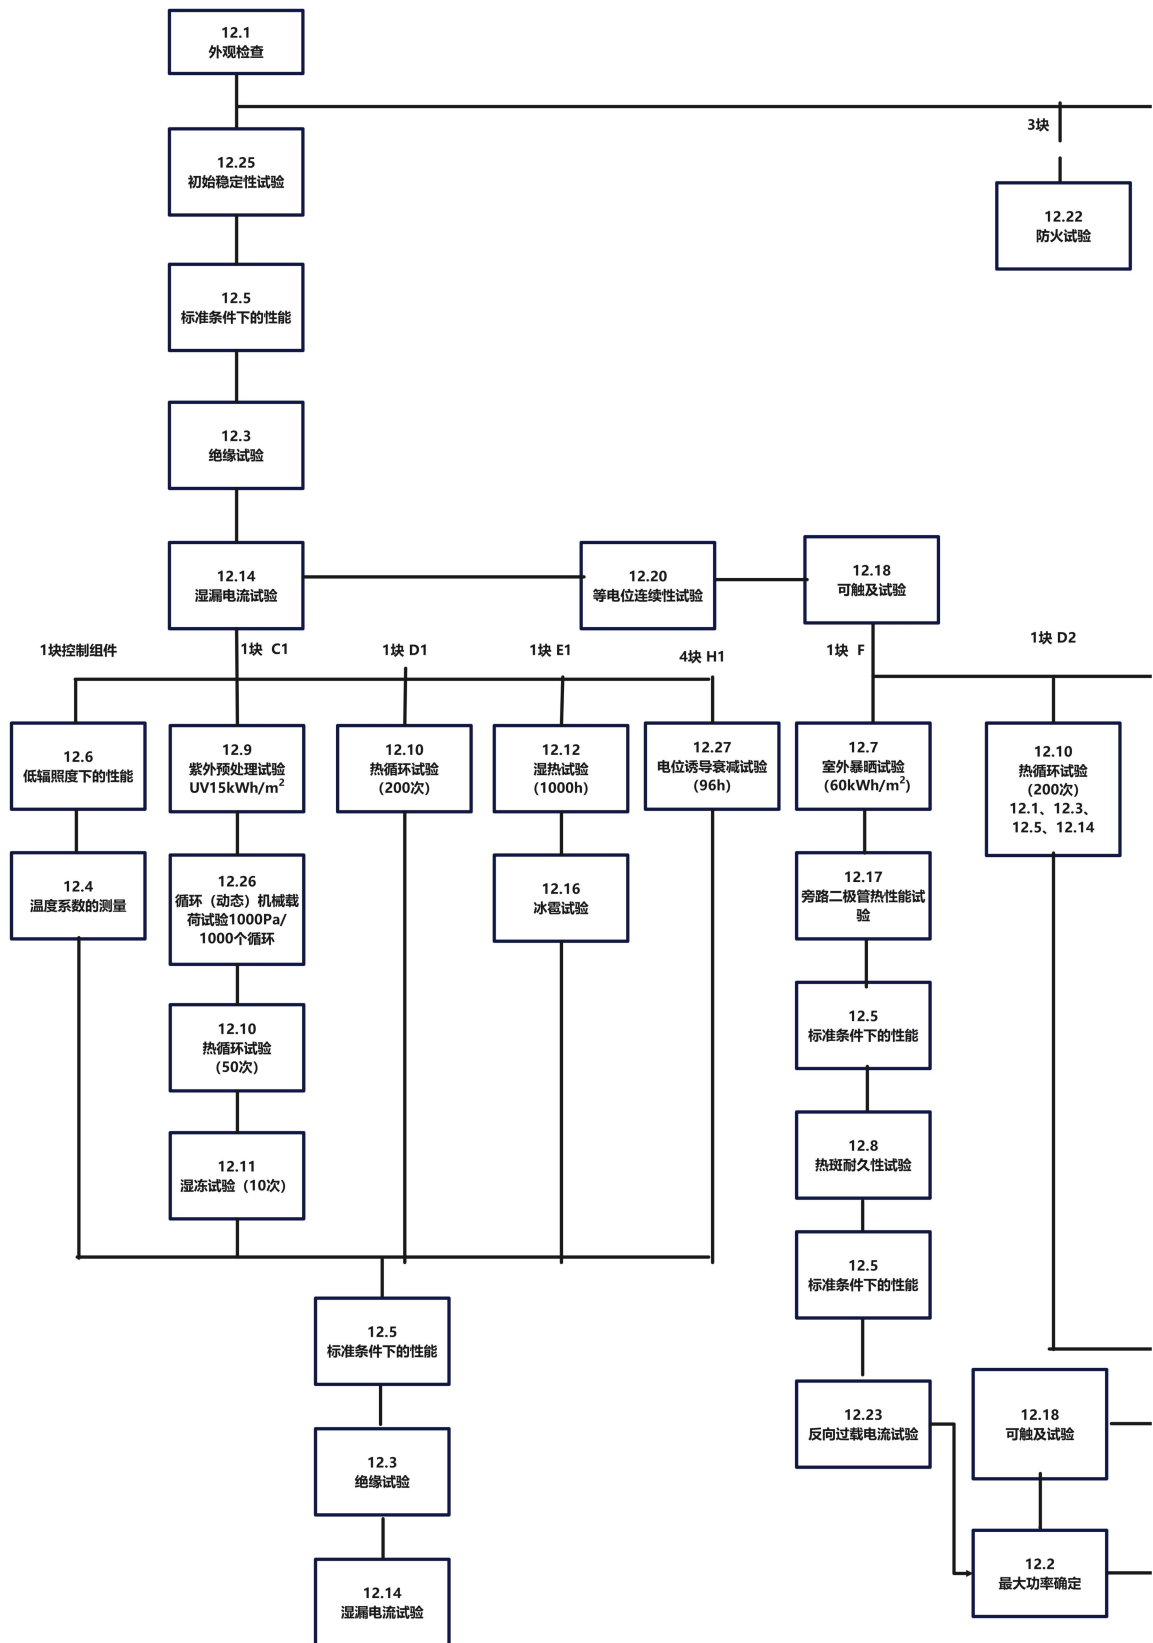 12.1
外观检查
3块
12.25
初始稳定性试验
12.22
防火试验
12.5
标准条件下的性能
12.3
绝缘试验
12.14
湿漏电流试验
12.20
等电位连续性试验
12.18
可触及试验
1块控制组件
1块 C1
1块 D1
1块 E1
4块 H1
1块 F
1块 D2
12.6
低辐照度下的性能
12.9
紫外预处理试验
UV15kWh/m²
12.10
热循环试验
(200次)
12.12
湿热试验
(1000h)
12.27
电位诱导衰减试验
(96h)
12.7
室外暴晒试验
(60kWh/m²)
12.10
热循环试验
(200次)
12.1、12.3、
12.5、12.14
12.4
温度系数的测量
12.26
循环（动态）机械载
荷试验1000Pa/
1000个循环
12.16
冰雹试验
12.17
旁路二极管热性能试
验
12.10
热循环试验
(50次)
12.5
标准条件下的性能
12.11
湿冻试验（10次）
12.8
热斑耐久性试验
12.5
标准条件下的性能
12.5
标准条件下的性能
12.23
反向过载电流试验
12.18
可触及试验
12.3
绝缘试验
12.2
最大功率确定
12.14
湿漏电流试验